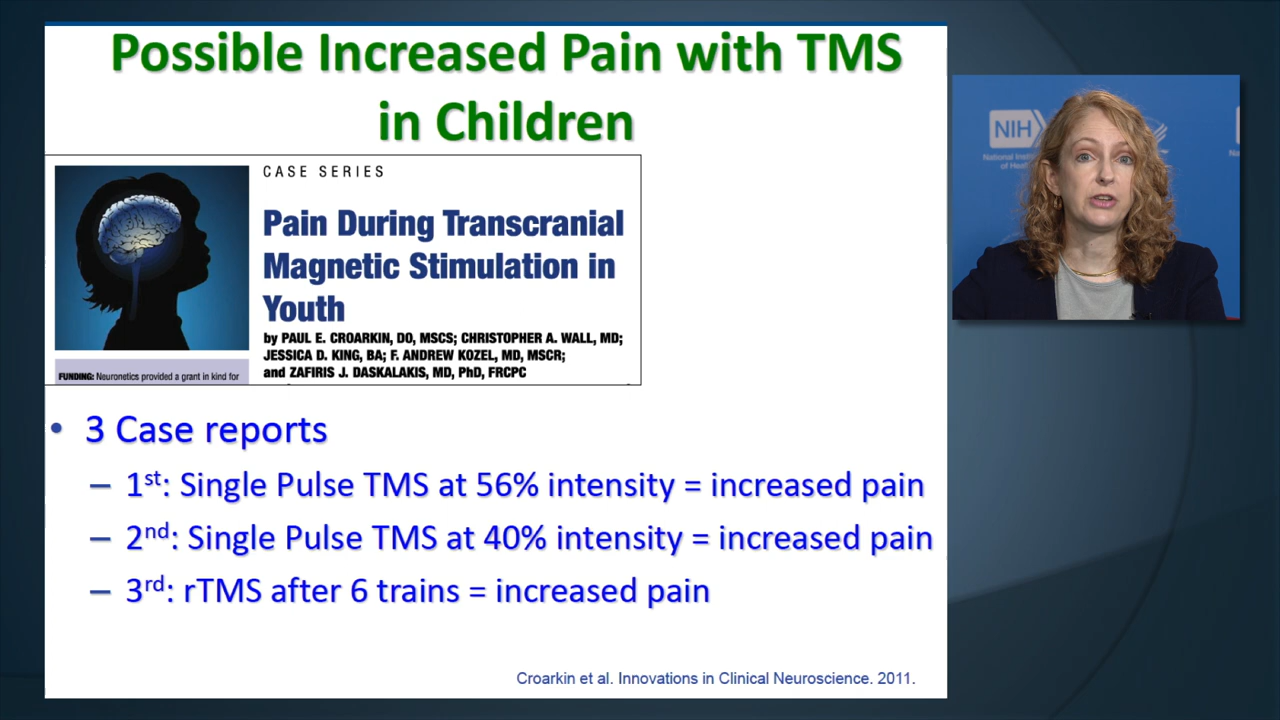 Possible Increased Pain with TMS
in Children
CASE SERIES
Pain During Transcranial
Magnetic Stimulation in
Youth
by PAUL E. CROARKIN, DO, MSCS; CHRISTOPHER A. WALL, MD;
JESSICA D. KING, BA; F. ANDREW KOZEL, MD, MSCR;
and ZAFIRIS J. DASKALAKIS, MD, PhD, FRCPC
FUNDING: Neuronetics provided a grant in kind for
• 3 Case reports
– 1st: Single Pulse TMS at 56% intensity = increased pain
– 2nd: Single Pulse TMS at 40% intensity = increased pain
– 3rd: rTMS after 6 trains = increased pain
Croarkin et al. Innovations in Clinical Neuroscience. 2011.
NIH
National
of